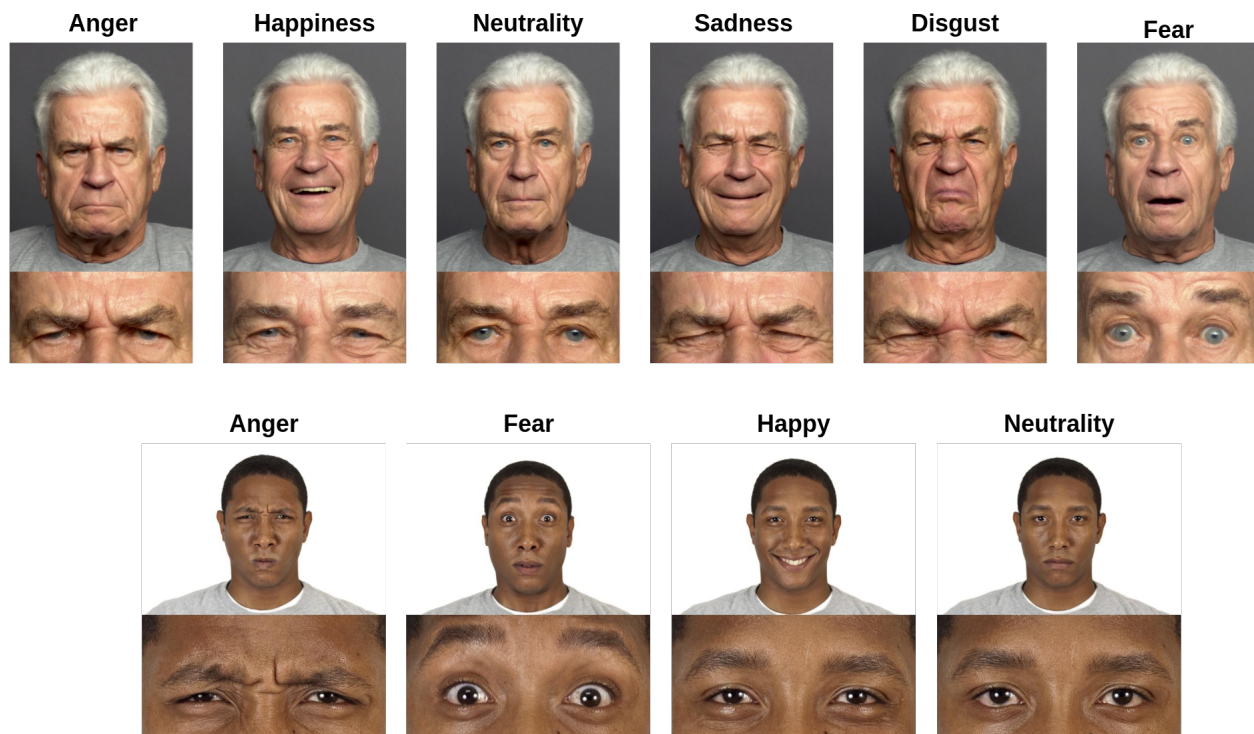 Anger
Happiness
Neutrality
Sadness
Disgust
Fear
Anger
Fear
Happy
Neutrality